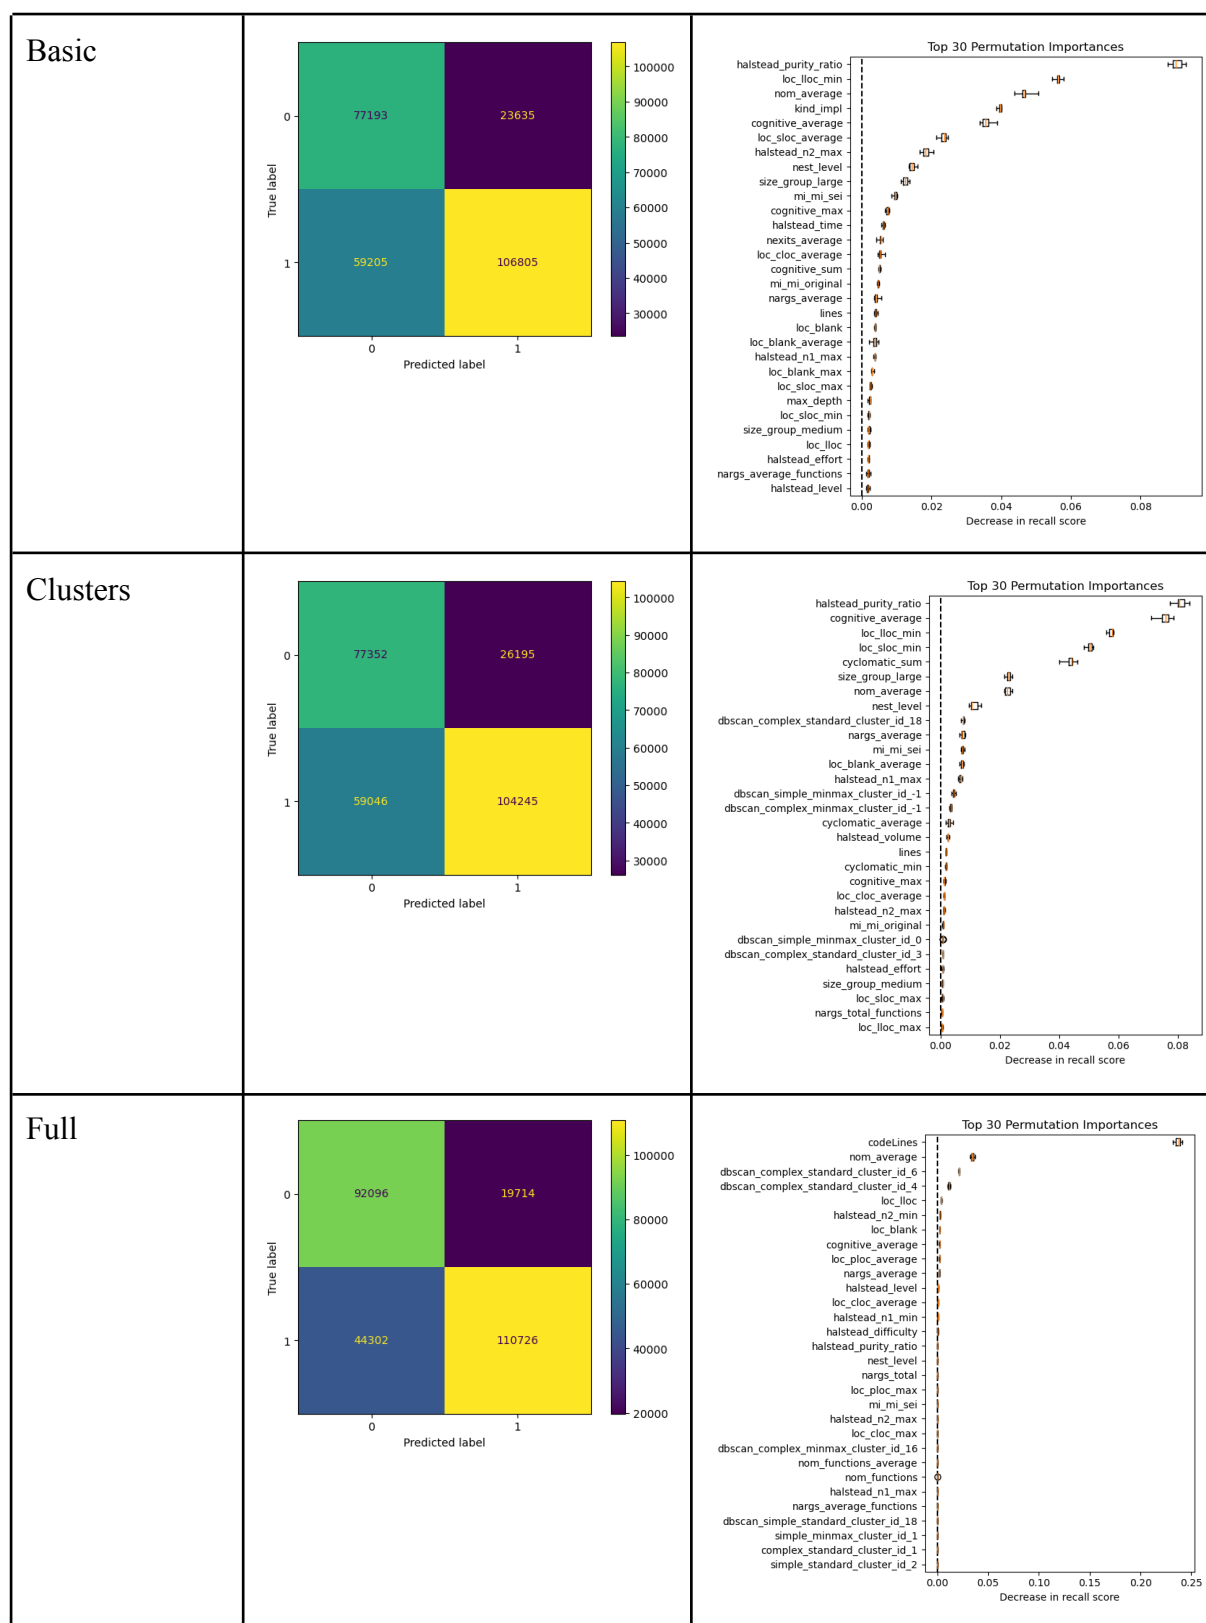 Basic
0
1
True label
77193
23635
59205
106805
0
1
Predicted label
100000
90000
80000
70000
60000
50000
40000
30000
Top 30 Permutation Importances
halstead_purity_ratio
loc_lloc_min
nom_average
kind_impl
cognitive_average
loc_sloc_average
halstead_n2_max
nest_level
size_group_large
mi_mi_sei
cognitive_max
halstead_time
nexits_average
loc_cloc_average
cognitive_sum
mi_mi_original
nargs_average
lines
loc_blank
loc_blank_average
halstead_n1_max
loc_blank_max
loc_sloc_max
max_depth
loc_sloc_min
size_group_medium
loc_lloc
halstead_effort
nargs_average_functions
halstead_level
0.00
0.02
0.04
0.06
0.08
Decrease in recall score
Clusters
0
1
True label
77352
26195
59046
104245
0
1
Predicted label
100000
90000
80000
70000
60000
50000
40000
30000
Top 30 Permutation Importances
halstead_purity_ratio
cognitive_average
loc_lloc_min
loc_sloc_min
cyclomatic_sum
size_group_large
nom_average
nest_level
dbscan_complex_standard_cluster_id_18
nargs_average
mi_mi_sei
loc_blank_average
halstead_n1_max
dbscan_simple_minmax_cluster_id_-1
dbscan_complex_minmax_cluster_id_-1
cyclomatic_average
halstead_volume
lines
cyclomatic_min
cognitive_max
loc_cloc_average
halstead_n2_max
mi_mi_original
dbscan_simple_minmax_cluster_id_0
dbscan_complex_standard_cluster_id_3
halstead_effort
size_group_medium
loc_sloc_max
nargs_total_functions
loc_lloc_max
0.00
0.02
0.04
0.06
0.08
Decrease in recall score
Full
0
1
True label
92096
19714
44302
110726
0
1
Predicted label
100000
80000
60000
40000
20000
Top 30 Permutation Importances
codeLines
nom_average
dbscan_complex_standard_cluster_id_6
dbscan_complex_standard_cluster_id_4
loc_lloc
halstead_n2_min
loc_blank
cognitive_average
loc_ploc_average
nargs_average
halstead_level
loc_cloc_average
halstead_n1_min
halstead_difficulty
halstead_purity_ratio
nest_level
nargs_total
loc_ploc_max
mi_mi_sei
halstead_n2_max
loc_cloc_max
dbscan_complex_minmax_cluster_id_16
nom_functions_average
nom_functions
halstead_n1_max
nargs_average_functions
dbscan_simple_standard_cluster_id_18
simple_minmax_cluster_id_1
complex_standard_cluster_id_1
simple_standard_cluster_id_2
0.00
0.05
0.10
0.15
0.20
0.25
Decrease in recall score